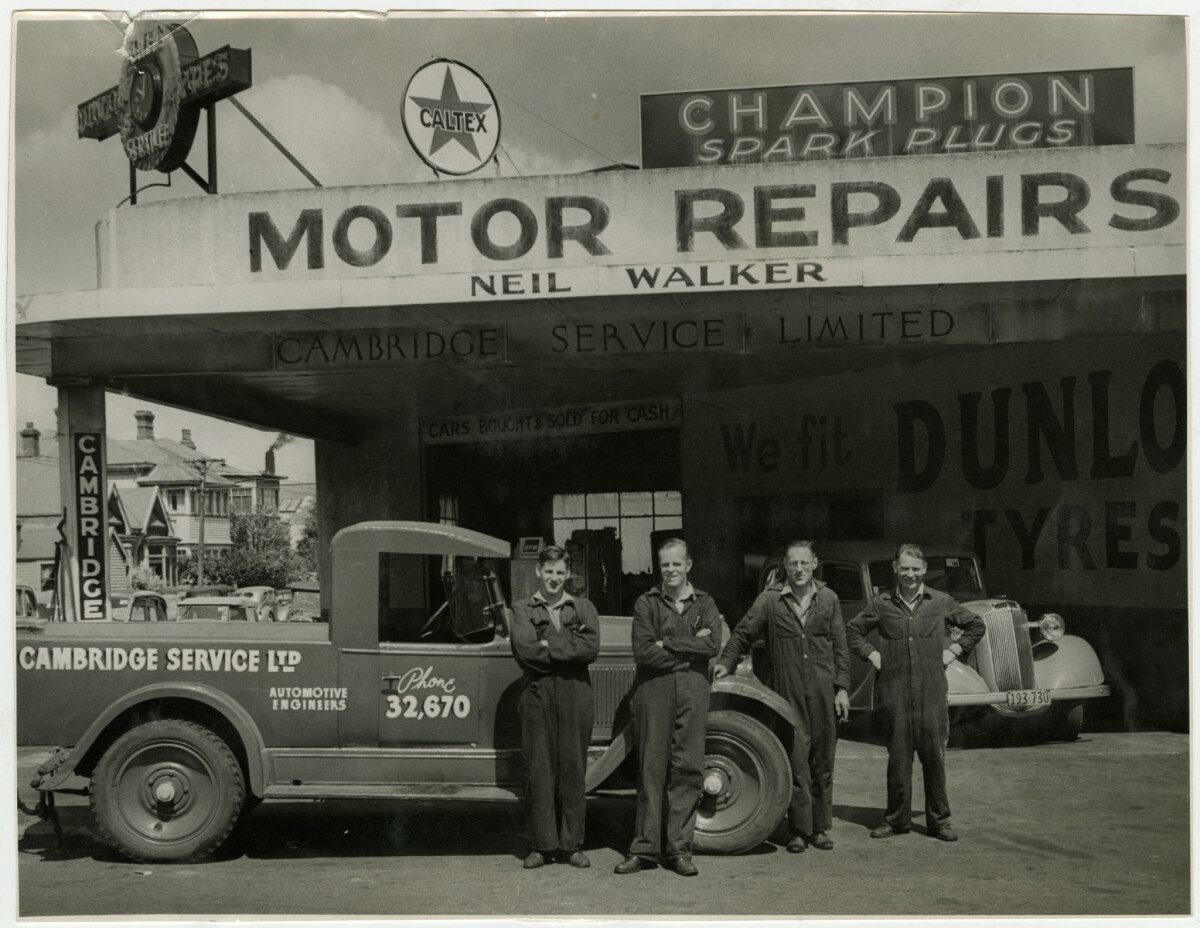 CALTEX
CHAMPION
SPARK PLUGS
MOTOR REPAIRS
NEIL WALKER
CAMBRIDGE SERVICE LIMITED
CARS BOUGHT & SOLD FOR CASH
We fit DUNLO
TYRES
CAMBRIDGE
CAMBRIDGE SERVICE LTD
AUTOMOTIVE
ENGINEERS
Phone
32,670
193·730